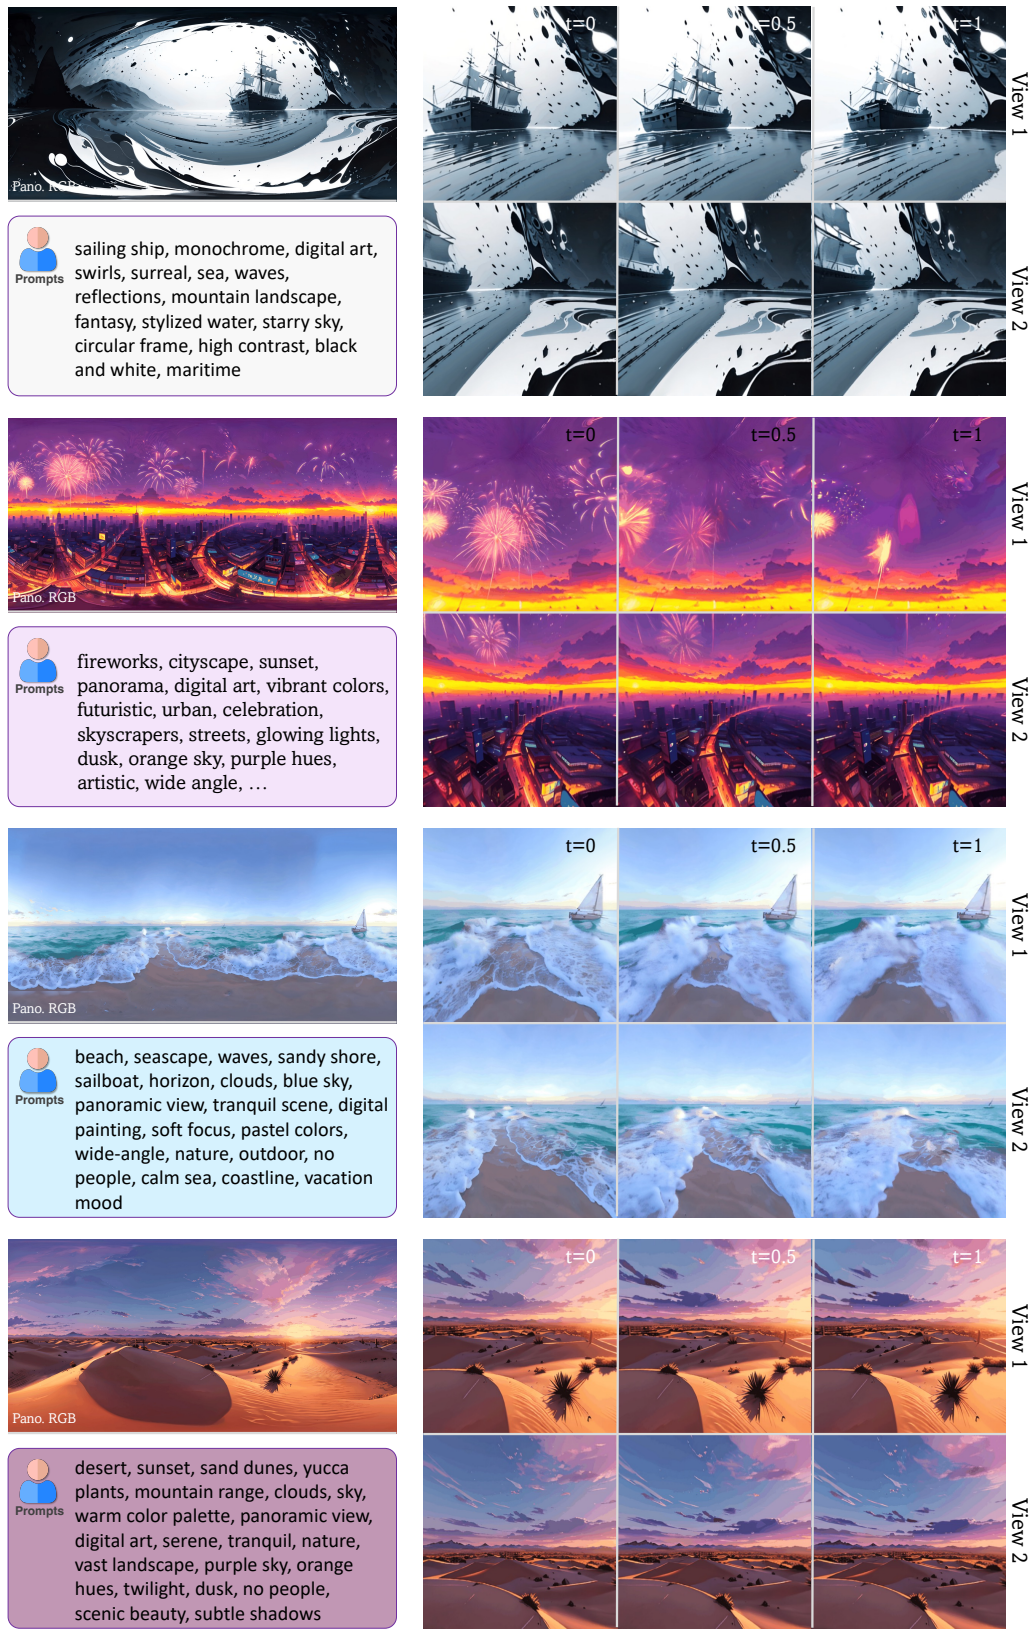 Pano. RGB
t=0
t=0.5
t=1
View 1
View 2
Prompts
sailing ship, monochrome, digital art,
swirls, surreal, sea, waves,
reflections, mountain landscape,
fantasy, stylized water, starry sky,
circular frame, high contrast, black
and white, maritime
Pano. RGB
t=0
t=0.5
t=1
View 1
View 2
Prompts
fireworks, cityscape, sunset,
panorama, digital art, vibrant colors,
futuristic, urban, celebration,
skyscrapers, streets, glowing lights,
dusk, orange sky, purple hues,
artistic, wide angle, ...
Pano. RGB
t=0
t=0.5
t=1
View 1
View 2
Prompts
beach, seascape, waves, sandy shore,
sailboat, horizon, clouds, blue sky,
panoramic view, tranquil scene, digital
painting, soft focus, pastel colors,
wide-angle, nature, outdoor, no
people, calm sea, coastline, vacation
mood
Pano. RGB
t=0
t=0.5
t=1
View 1
View 2
Prompts
desert, sunset, sand dunes, yucca
plants, mountain range, clouds, sky,
warm color palette, panoramic view,
digital art, serene, tranquil, nature,
vast landscape, purple sky, orange
hues, twilight, dusk, no people,
scenic beauty, subtle shadows